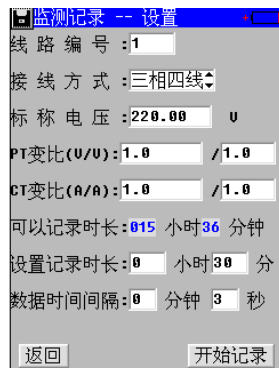 监测记录 -- 设置
线路编号:1
接线方式:三相四线
标称电压:220.00 V
PT变比(V/V):1.0 /1.0
CT变比(A/A):1.0 /1.0
可以记录时长:015 小时36 分钟
设置记录时长:0 小时30 分
数据时间间隔:0 分钟 3 秒
返回 开始记录